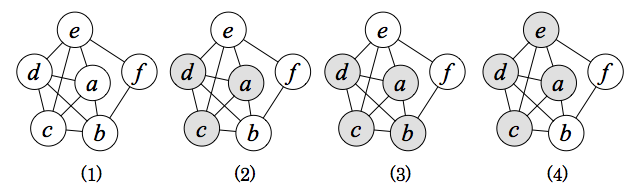 e e e e
d a f d a f d a f d a f
c b c b c b c b
(1) (2) (3) (4)